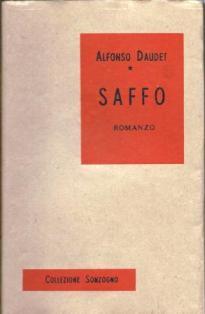 ALFONSO DAUDET
*
SAFFO
ROMANZO
COLLEZIONE SONZOGNO